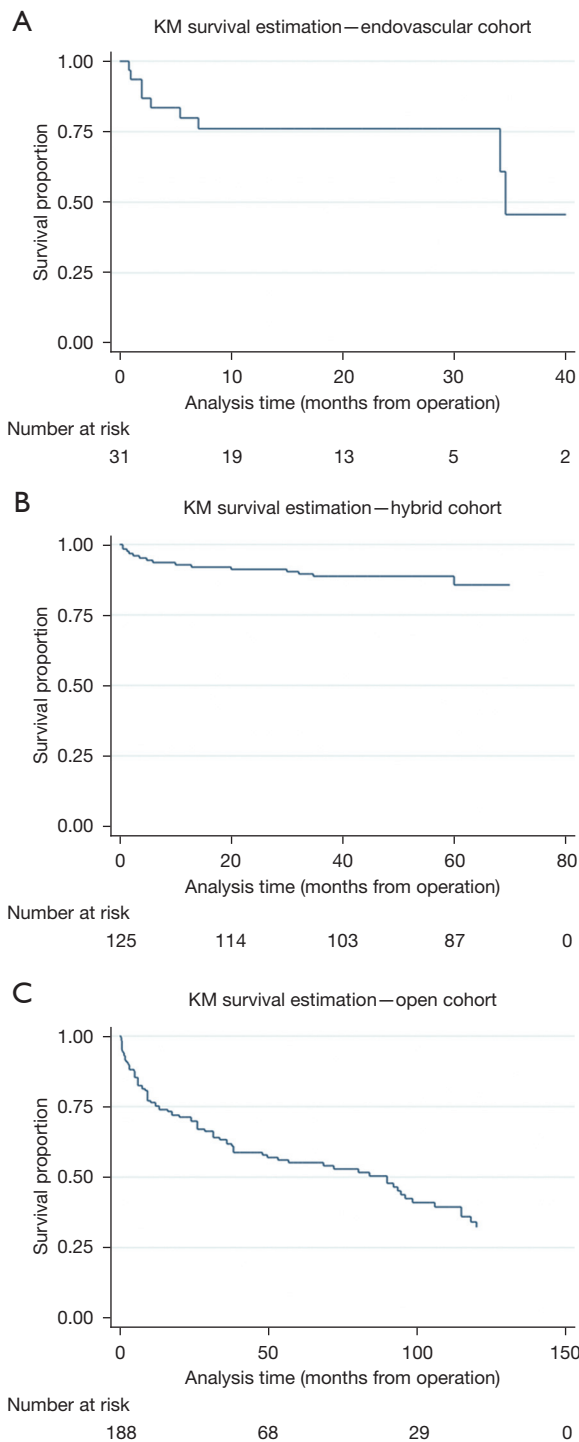 A
KM survival estimation—endovascular cohort
1.00
0.75
0.50
0.25
0.00
Survival proportion
0 10 20 30 40
Analysis time (months from operation)
Number at risk
31 19 13 5 2
B
KM survival estimation—hybrid cohort
1.00
0.75
0.50
0.25
0.00
Survival proportion
0 20 40 60 80
Analysis time (months from operation)
Number at risk
125 114 103 87 0
C
KM survival estimation—open cohort
1.00
0.75
0.50
0.25
0.00
Survival proportion
0 50 100 150
Analysis time (months from operation)
Number at risk
188 68 29 0